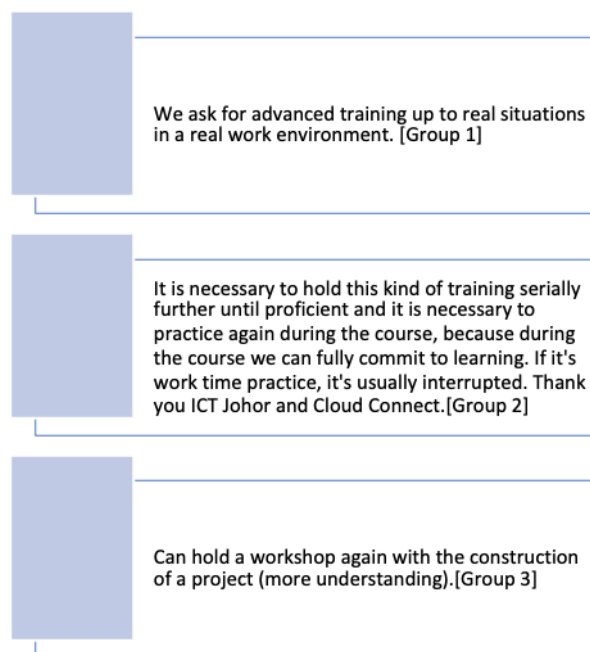 We ask for advanced training up to real situations
in a real work environment. [Group 1]
It is necessary to hold this kind of training serially
further until proficient and it is necessary to
practice again during the course, because during
the course we can fully commit to learning. If it's
work time practice, it's usually interrupted. Thank
you ICT Johor and Cloud Connect.[Group 2]
Can hold a workshop again with the construction
of a project (more understanding).[Group 3]